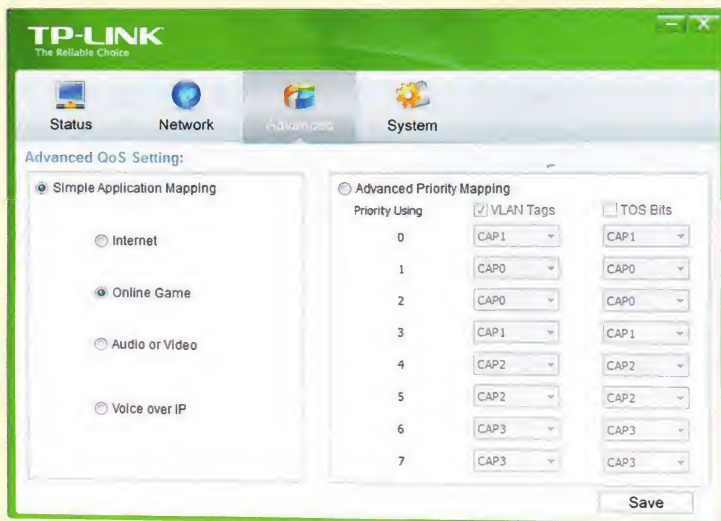 TP-LINK
The Reliable Choice
Status Network Advanced System
Advanced QoS Setting:
Simple Application Mapping
Internet
Online Game
Audio or Video
Voice over IP
Advanced Priority Mapping
Priority Using VLAN Tags TOS Bits
0 CAP1 CAP1
1 CAP0 CAP0
2 CAP0 CAP0
3 CAP1 CAP1
4 CAP2 CAP2
5 CAP2 CAP2
6 CAP3 CAP3
7 CAP3 CAP3
Save